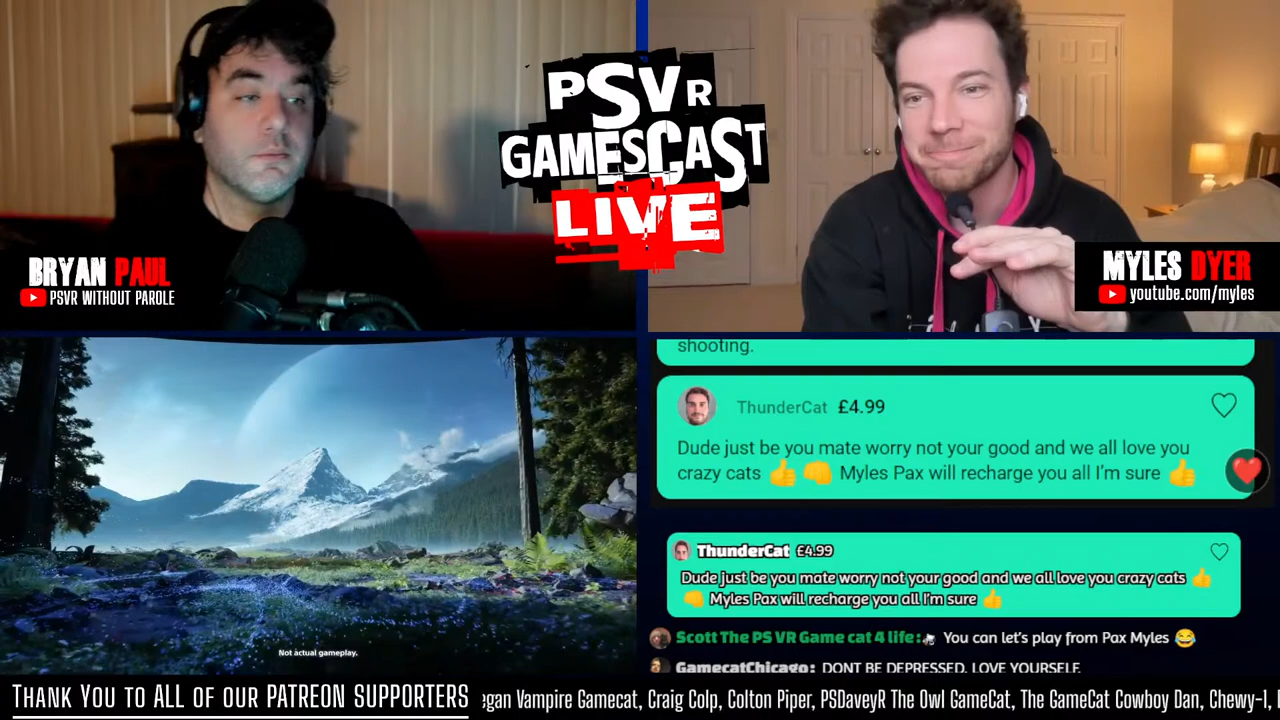 PSVR
GAMESCAST
LIVE
BRYAN PAUL
PSVR WITHOUT PAROLE
MYLES DYER
youtube.com/myles
shooting.
ThunderCat £4.99
Dude just be you mate worry not your good and we all love you
crazy cats 👍 👊 Myles Pax will recharge you all I'm sure 👍
ThunderCat £4.99
Dude just be you mate worry not your good and we all love you crazy cats 👍
👊 Myles Pax will recharge you all I'm sure 👍
Scott The PS VR Game cat 4 life: You can let's play from Pax Myles 😂
GamecatChicago: DONT BE DEPRESSED. LOVE YOURSELF.
Not actual gameplay.
THANK YOU TO ALL OF OUR PATREON SUPPORTERS
egan Vampire Gamecat, Craig Colp, Colton Piper, PSDaveyR The Owl GameCat, The GameCat Cowboy Dan, Chewy-1,